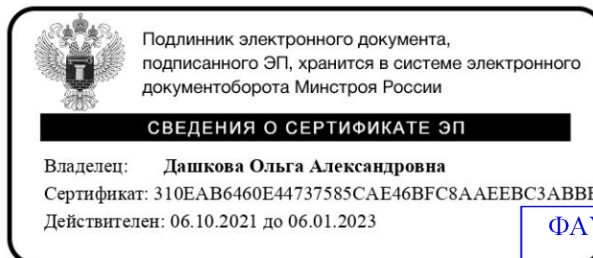 Подлинник электронного документа,
подписанного ЭП, хранится в системе электронного
документоборота Минстроя России
СВЕДЕНИЯ О СЕРТИФИКАТЕ ЭП
Владелец: Дашкова Ольга Александровна
Сертификат: 310EAB6460E44737585CAE46BFC8AAEEBC3ABBE
Действителен: 06.10.2021 до 06.01.2023